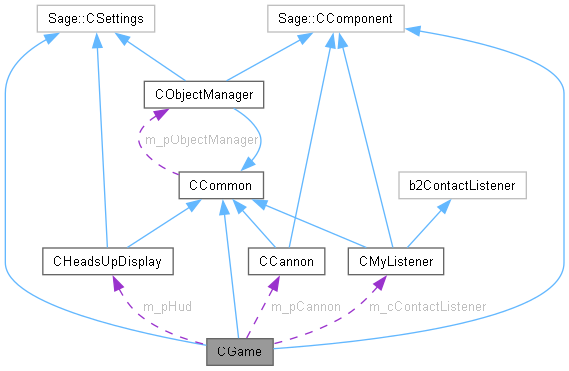 Sage::CSettings
Sage::CComponent
CObjectManager
m_pObjectManager
CCommon
b2ContactListener
CHeadsUpDisplay
CCannon
CMyListener
m_pHud
m_pCannon
m_cContactListener
CGame